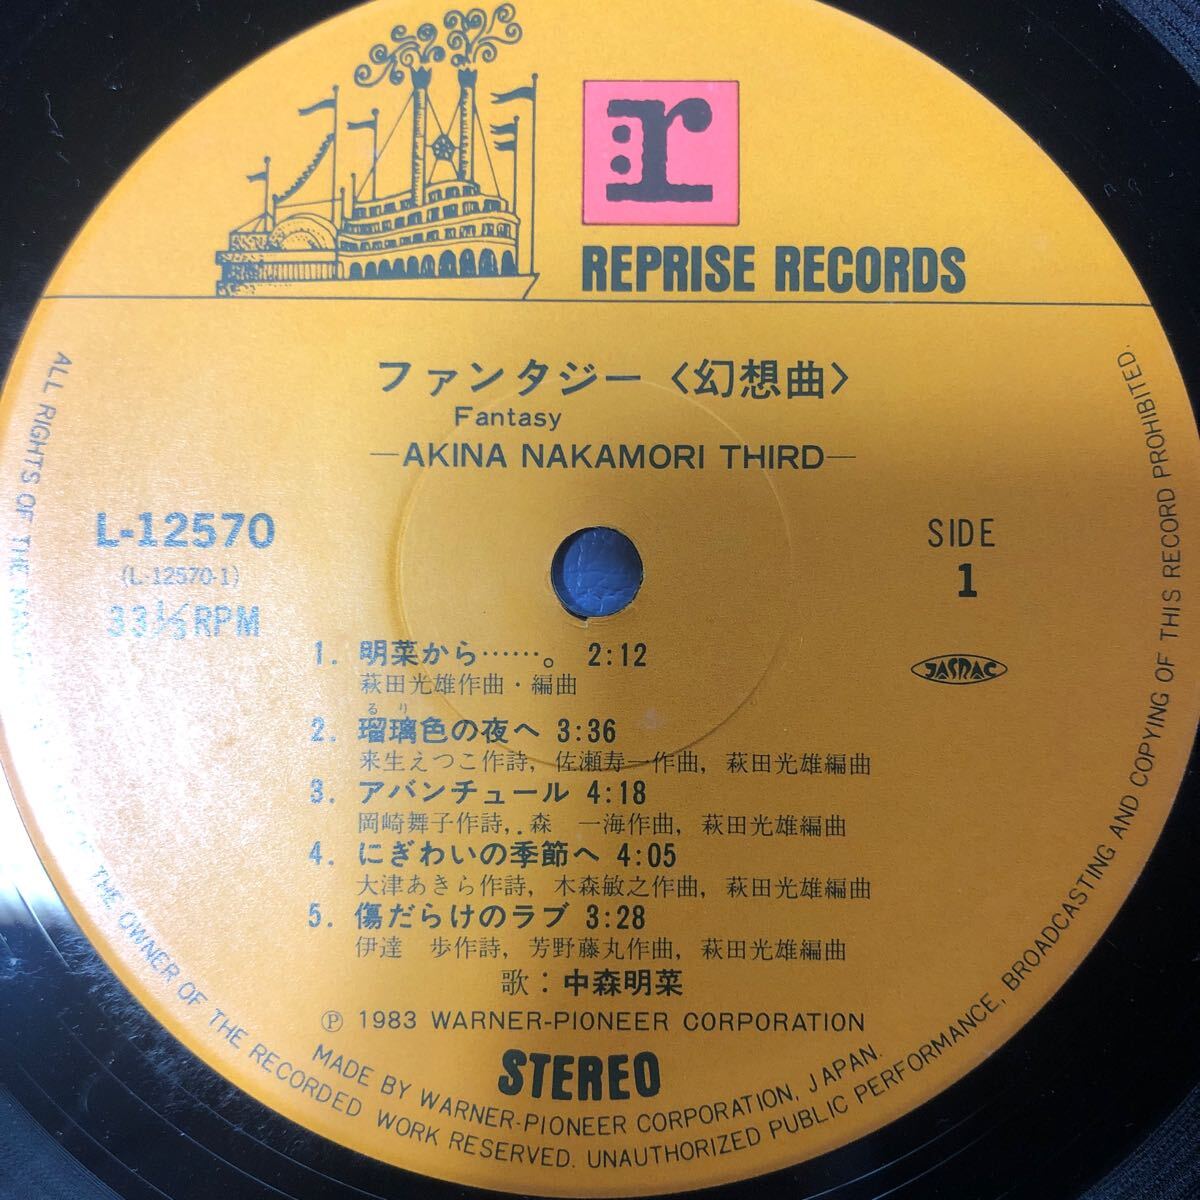 r
REPRISE RECORDS
ファンタジー〈幻想曲〉
Fantasy
—AKINA NAKAMORI THIRD—
L-12570
(L-12570-1)
33 1/3 RPM
SIDE
1
JASRAC
1. 明菜から……。 2:12
萩田光雄作曲・編曲
るり
2. 瑠璃色の夜へ 3:36
来生えつこ作詩, 佐瀬寿一作曲, 萩田光雄編曲
3. アバンチュール 4:18
岡崎舞子作詩, 森 一海作曲, 萩田光雄編曲
4. にぎわいの季節へ 4:05
大津あきら作詩, 木森敏之作曲, 萩田光雄編曲
5. 傷だらけのラブ 3:28
伊達 歩作詩, 芳野藤丸作曲, 萩田光雄編曲
歌：中森明菜
℗ 1983 WARNER-PIONEER CORPORATION
STEREO
MADE BY WARNER-PIONEER CORPORATION, JAPAN.
ALL RIGHTS OF THE OF THE OWNER OF THE RECORDED WORK RESERVED. UNAUTHORIZED PUBLIC PERFORMANCE, BROADCASTING AND COPYING OF THIS RECORD PROHIBITED.